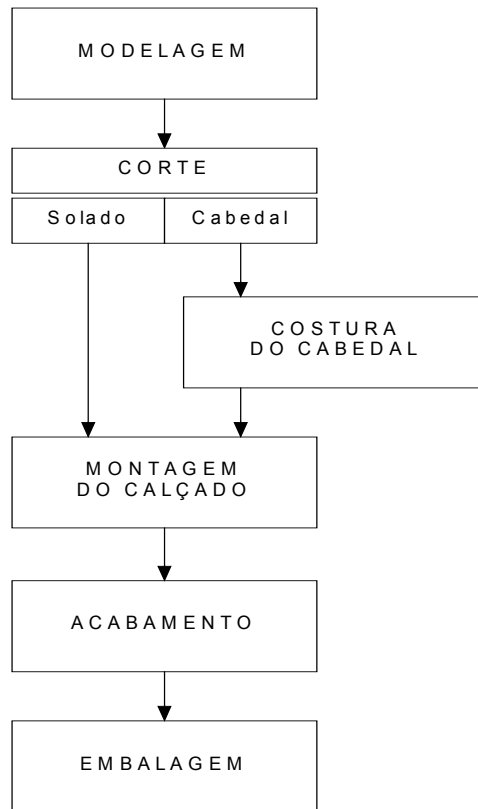 MODELAGEM
CORTE
Solado Cabedal
COSTURA
DO CABEDAL
MONTAGEM
DO CALÇADO
ACABAMENTO
EMBALAGEM